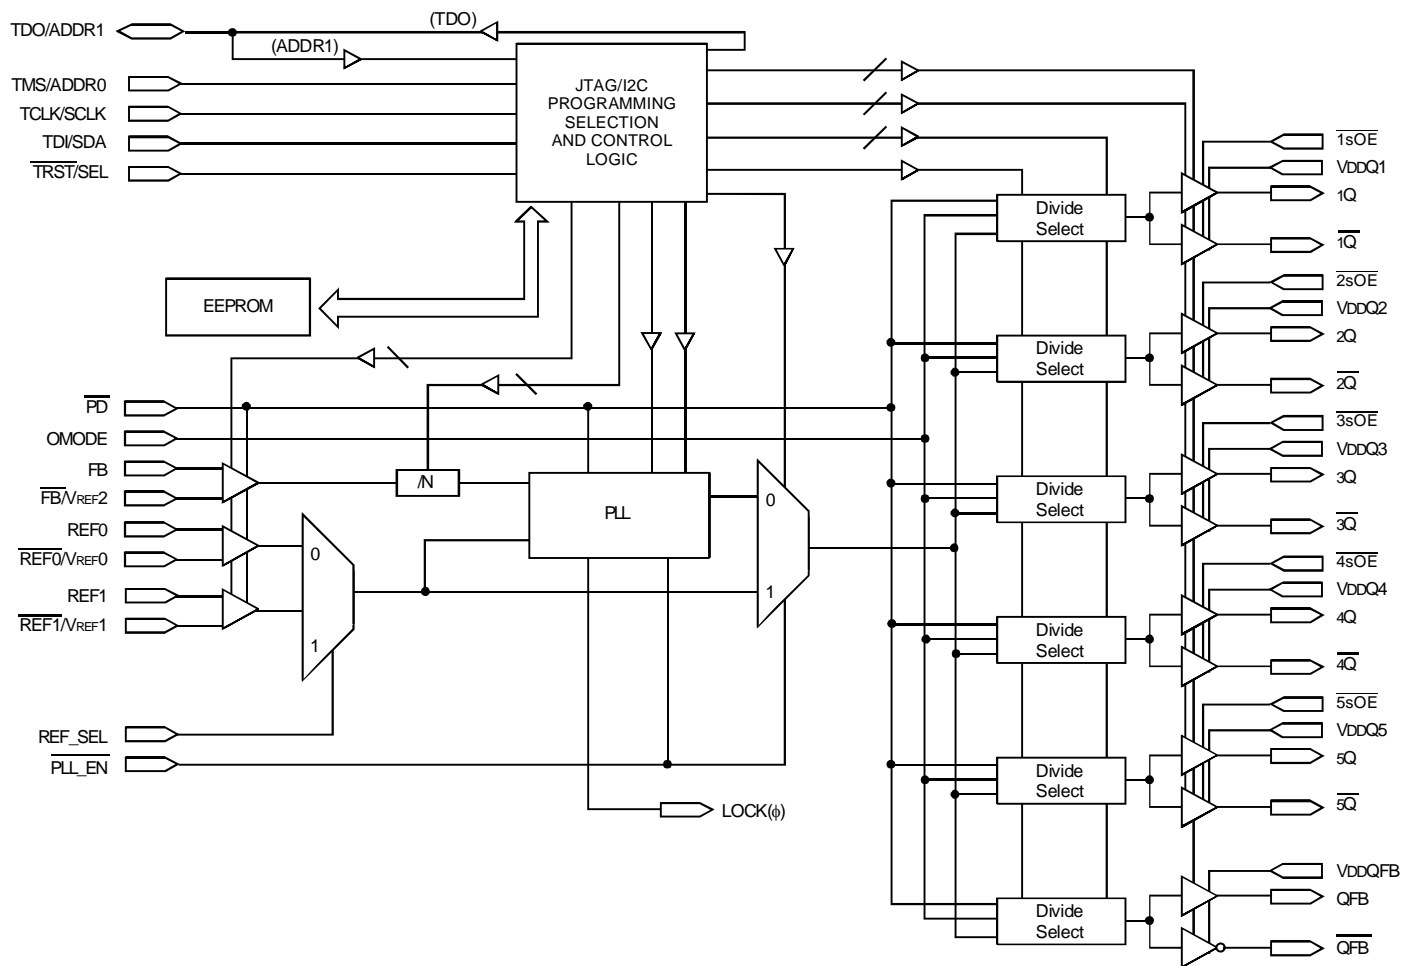 TDO/ADDR1
(TDO)
(ADDR1)
TMS/ADDR0
TCLK/SCLK
TDI/SDA
TRST/SEL
JTAG/I2C
PROGRAMMING
SELECTION
AND CONTROL
LOGIC
EEPROM
PD
OMODE
FB
FB/VREF2
REF0
REF0/VREF0
REF1
REF1/VREF1
REF_SEL
PLL_EN
/N
PLL
0
1
0
1
LOCK(ϕ)
Divide
Select
1sOE
VDDQ1
1Q
1Q
Divide
Select
2sOE
VDDQ2
2Q
2Q
Divide
Select
3sOE
VDDQ3
3Q
3Q
Divide
Select
4sOE
VDDQ4
4Q
4Q
Divide
Select
5sOE
VDDQ5
5Q
5Q
Divide
Select
VDDQFB
QFB
QFB